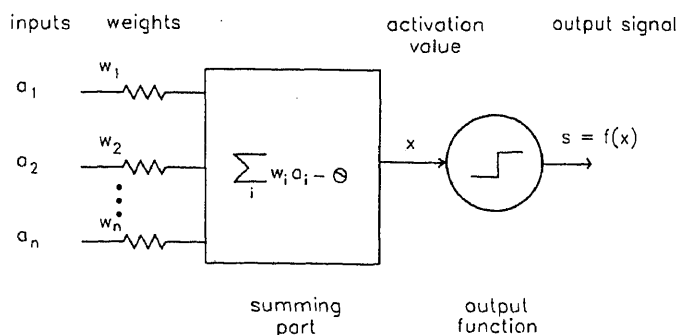 inputs weights activation value output signal
w₁
a₁
w₂
a₂
x
s = f(x)
∑ᵢ wᵢ aᵢ – Θ
wₙ
aₙ
summing part
output function